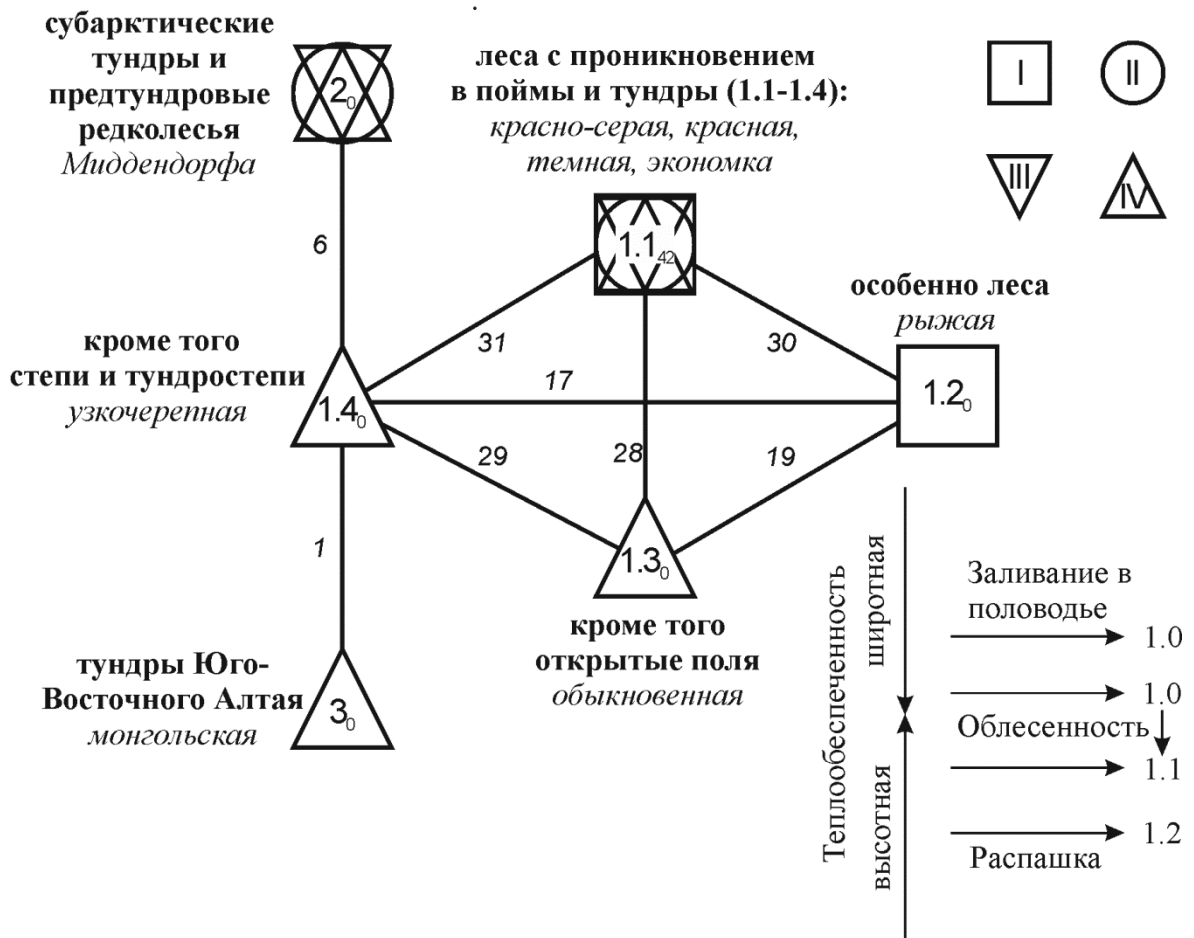 субарктические
тундры и
предтундровые
редколесья
Миддендорфа
2₀
леса с проникновением
в поймы и тундры (1.1-1.4):
красно-серая, красная,
темная, экономка
1.1₄₂
I
II
III
IV
6
31
30
17
29
28
19
1
особенно леса
рыжая
1.2₀
кроме того
степи и тундростепи
узкочерепная
1.4₀
1.3₀
кроме того
открытые поля
обыкновенная
тундры Юго-
Восточного Алтая
монгольская
3₀
Теплообеспеченность
широтная
высотная
Заливание в
половодье
1.0
1.0
Облесенность
1.1
1.2
Распашка